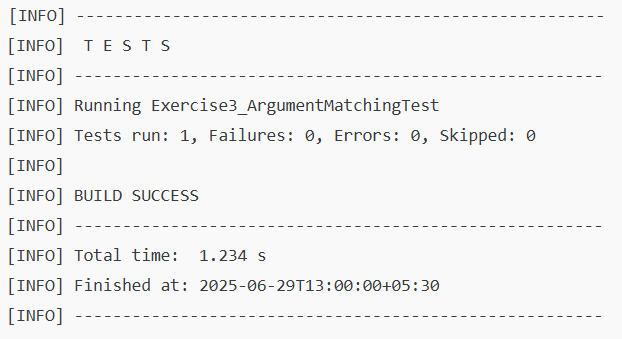 [INFO] -------------------------------------------------------
[INFO]  T E S T S
[INFO] -------------------------------------------------------
[INFO] Running Exercise3_ArgumentMatchingTest
[INFO] Tests run: 1, Failures: 0, Errors: 0, Skipped: 0
[INFO]
[INFO] BUILD SUCCESS
[INFO] -------------------------------------------------------
[INFO] Total time:  1.234 s
[INFO] Finished at: 2025-06-29T13:00:00+05:30
[INFO] -------------------------------------------------------